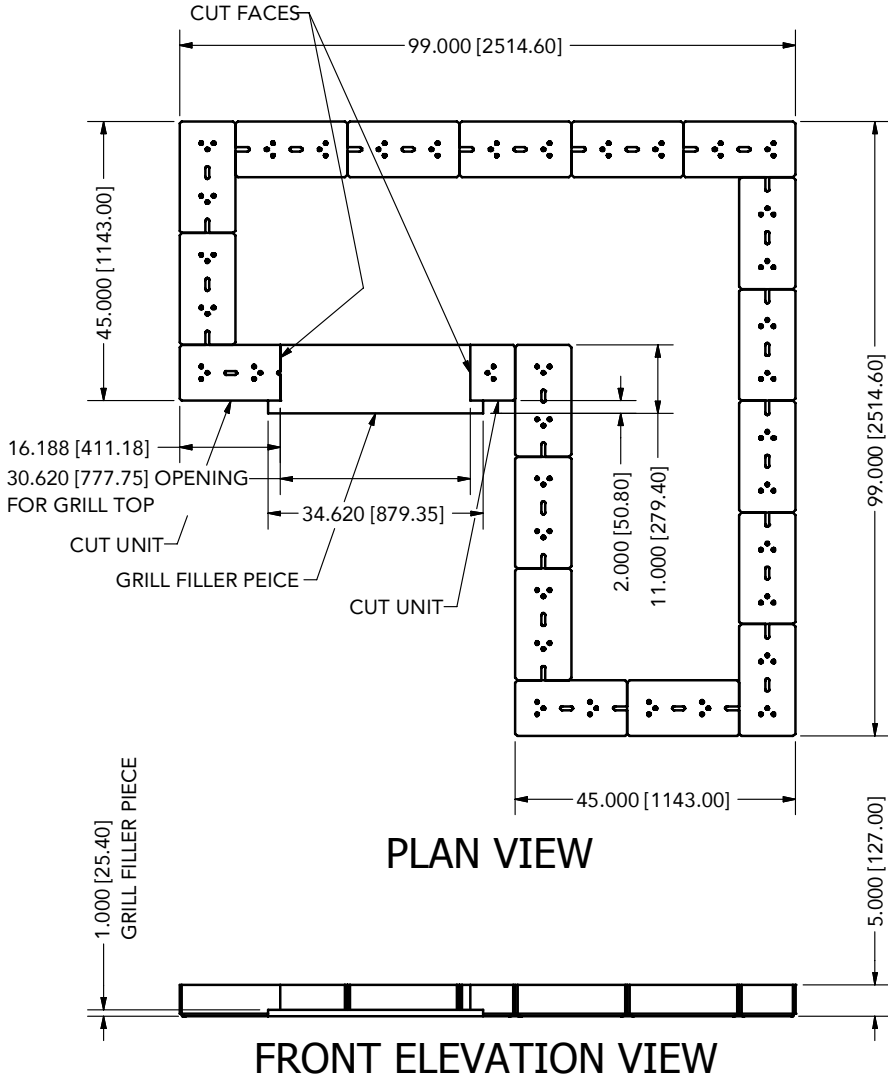 CUT FACES
99.000 [2514.60]
45.000 [1143.00]
99.000 [2514.60]
16.188 [411.18]
30.620 [777.75] OPENING
FOR GRILL TOP
34.620 [879.35]
2.000 [50.80]
11.000 [279.40]
CUT UNIT
GRILL FILLER PEICE
CUT UNIT
45.000 [1143.00]
PLAN VIEW
1.000 [25.40]
GRILL FILLER PIECE
5.000 [127.00]
FRONT ELEVATION VIEW